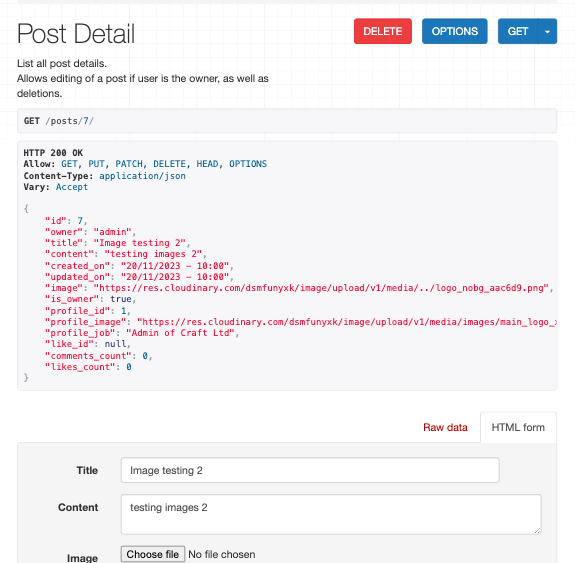 Post Detail
DELETE
OPTIONS
GET
List all post details.
Allows editing of a post if user is the owner, as well as
deletions.
GET /posts/7/
HTTP 200 OK
Allow: GET, PUT, PATCH, DELETE, HEAD, OPTIONS
Content-Type: application/json
Vary: Accept
{
"id": 7,
"owner": "admin",
"title": "Image testing 2",
"content": "testing images 2",
"created_on": "20/11/2023 - 10:00",
"updated_on": "20/11/2023 - 10:00",
"image": "https://res.cloudinary.com/dsmfunyxk/image/upload/v1/media/../logo_nobg_aac6d9.png",
"is_owner": true,
"profile_id": 1,
"profile_image": "https://res.cloudinary.com/dsmfunyxk/image/upload/v1/media/images/main_logo_
"profile_job": "Admin of Craft Ltd",
"like_id": null,
"comments_count": 0,
"likes_count": 0
}
Raw data
HTML form
Title
Image testing 2
Content
testing images 2
Image
Choose file No file chosen